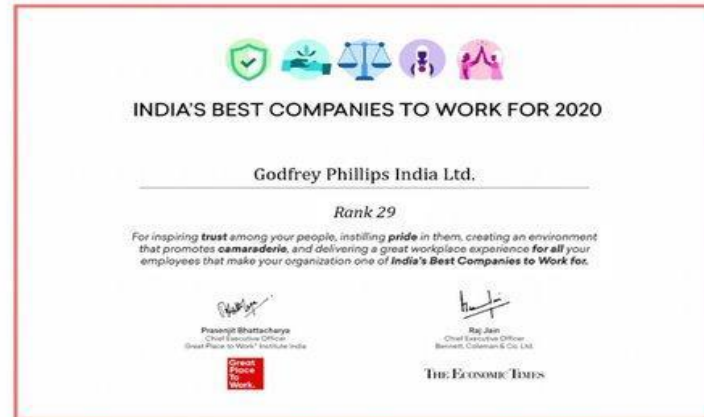 INDIA'S BEST COMPANIES TO WORK FOR 2020
Godfrey Phillips India Ltd.
Rank 29
For inspiring trust among your people, instilling pride in them, creating an environment
that promotes camaraderie, and delivering a great workplace experience for all your
employees that make your organization one of India's Best Companies to Work for.
Prasenjit Bhattacharya
Chief Executive Officer
Great Place to Work® Institute India
Great
Place
To
Work.
Raj Jain
Chief Executive Officer
Bennett, Coleman & Co. Ltd.
THE ECONOMIC TIMES